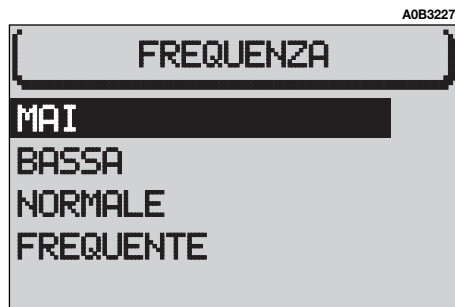 A0B3227
FREQUENZA
MAI
BASSA
NORMALE
FREQUENTE